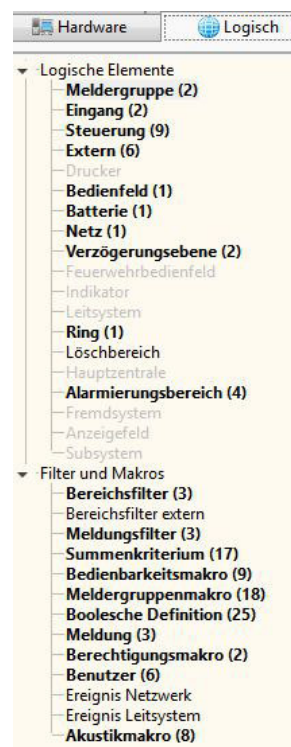 Hardware
Logisch
Logische Elemente
Meldergruppe (2)
Eingang (2)
Steuerung (9)
Extern (6)
Drucker
Bedienfeld (1)
Batterie (1)
Netz (1)
Verzögerungsebene (2)
Feuerwehrbedienfeld
Indikator
Leitsystem
Ring (1)
Löschbereich
Hauptzentrale
Alarmierungsbereich (4)
Fremdsystem
Anzeigefeld
Subsystem
Filter und Makros
Bereichsfilter (3)
Bereichsfilter extern
Meldungsfilter (3)
Summenkriterium (17)
Bedienbarkeitsmakro (9)
Meldergruppenmakro (18)
Boolesche Definition (25)
Meldung (3)
Berechtigungsmakro (2)
Benutzer (6)
Ereignis Netzwerk
Ereignis Leitsystem
Akustikmakro (8)